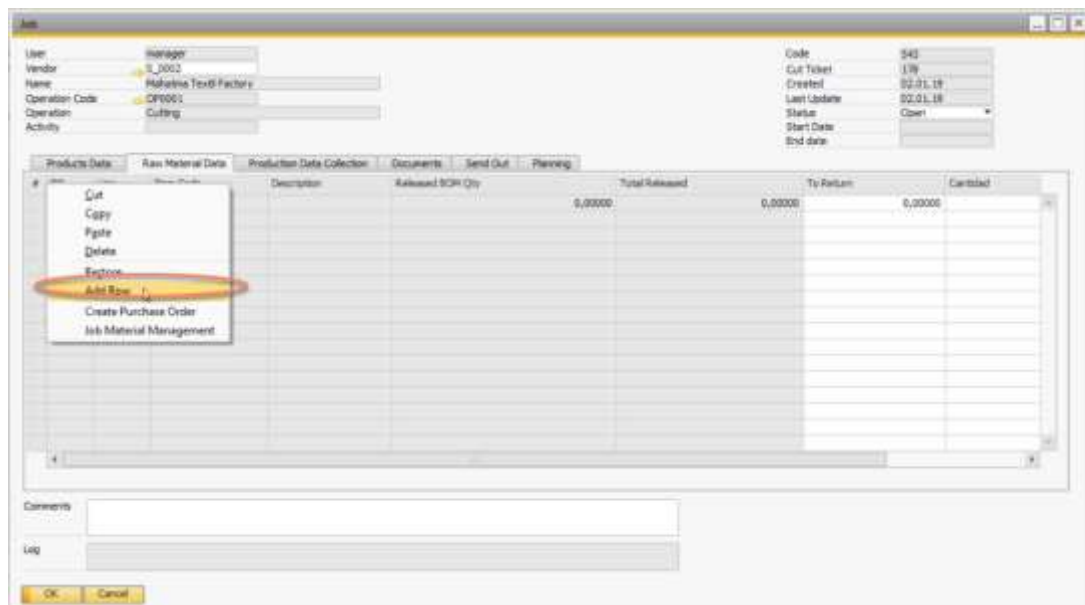 Job
User manager
Vendor S_0002
Name Mahatma Textil Factory
Operation Code OP0001
Operation Cutting
Activity
Code 543
Cut Ticket 178
Created 02.01.18
Last Update 02.01.18
Status Open
Start Date
End date
Products Data Raw Material Data Production Data Collection Documents Send Out Planning
# Description Released BOM Qty Total Released To Return Cantidad
0,00000 0,00000 0,00000
Cut
Copy
Paste
Delete
Restore
Add Row
Create Purchase Order
Job Material Management
Comments
Log
OK Cancel